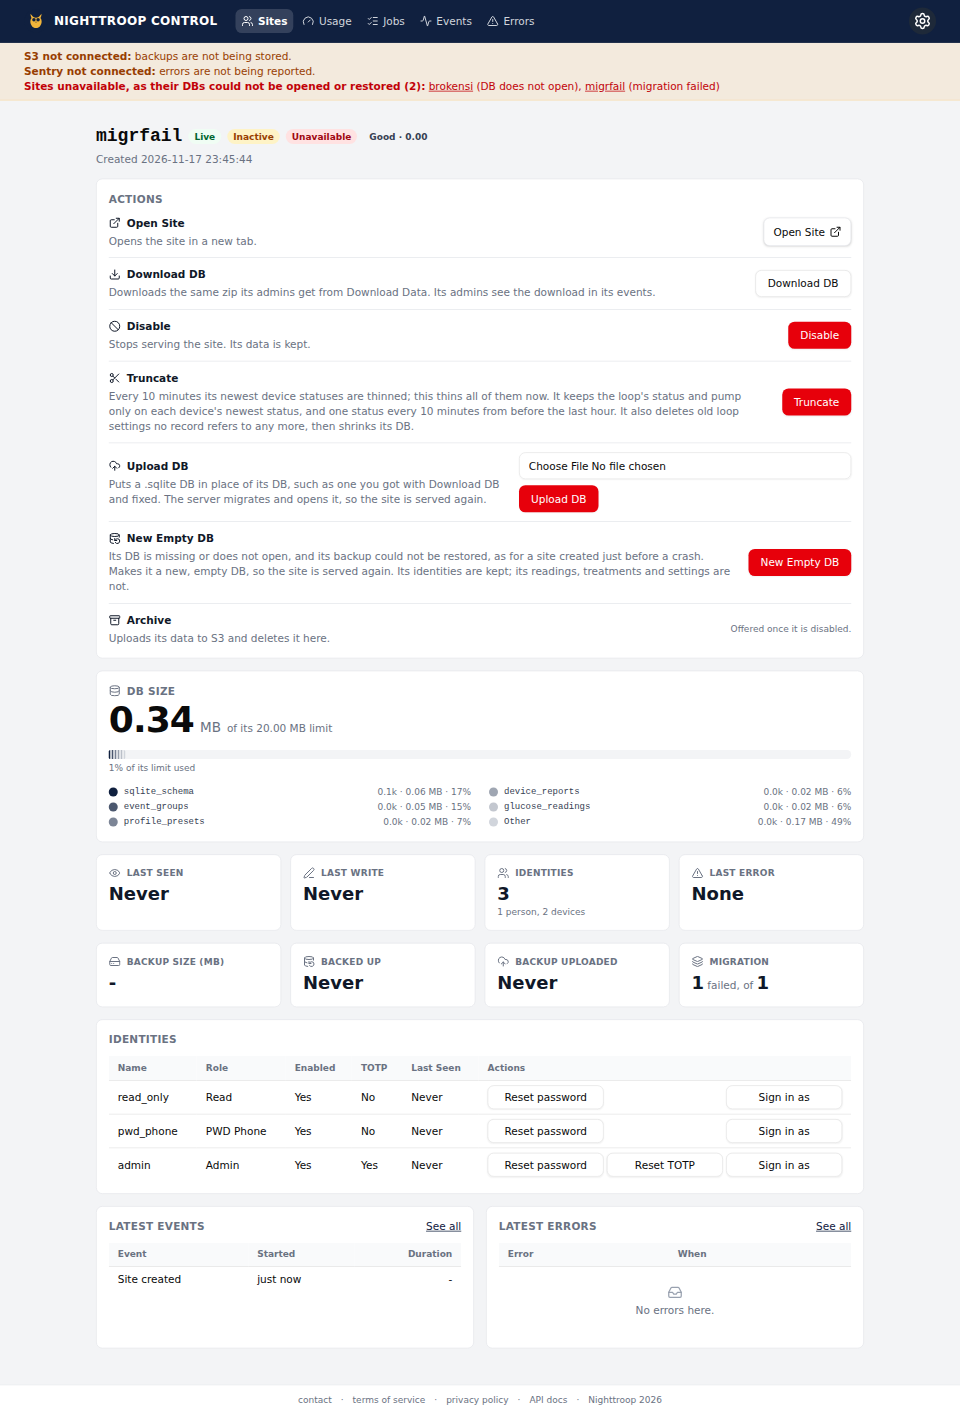 NIGHTTROOP CONTROL Sites Usage Jobs Events Errors
S3 not connected: backups are not being stored.
Sentry not connected: errors are not being reported.
Sites unavailable, as their DBs could not be opened or restored (2): brokensi (DB does not open), migrfail (migration failed)
migrfail Live Inactive Unavailable Good · 0.00
Created 2026-11-17 23:45:44
ACTIONS
Open Site
Opens the site in a new tab.
Open Site
Download DB
Downloads the same zip its admins get from Download Data. Its admins see the download in its events.
Download DB
Disable
Stops serving the site. Its data is kept.
Disable
Truncate
Every 10 minutes its newest device statuses are thinned; this thins all of them now. It keeps the loop's status and pump
only on each device's newest status, and one status every 10 minutes from before the last hour. It also deletes old loop
settings no record refers to any more, then shrinks its DB.
Truncate
Upload DB
Puts a .sqlite DB in place of its DB, such as one you got with Download DB
and fixed. The server migrates and opens it, so the site is served again.
Choose File No file chosen
Upload DB
New Empty DB
Its DB is missing or does not open, and its backup could not be restored, as for a site created just before a crash.
Makes it a new, empty DB, so the site is served again. Its identities are kept; its readings, treatments and settings are
not.
New Empty DB
Archive
Uploads its data to S3 and deletes it here.
Offered once it is disabled.
DB SIZE
0.34 MB of its 20.00 MB limit
1% of its limit used
sqlite_schema 0.1k · 0.06 MB · 17%
event_groups 0.0k · 0.05 MB · 15%
profile_presets 0.0k · 0.02 MB · 7%
device_reports 0.0k · 0.02 MB · 6%
glucose_readings 0.0k · 0.02 MB · 6%
Other 0.0k · 0.17 MB · 49%
LAST SEEN
Never
LAST WRITE
Never
IDENTITIES
3
1 person, 2 devices
LAST ERROR
None
BACKUP SIZE (MB)
-
BACKED UP
Never
BACKUP UPLOADED
Never
MIGRATION
1 failed, of 1
IDENTITIES
Name Role Enabled TOTP Last Seen Actions
read_only Read Yes No Never Reset password Sign in as
pwd_phone PWD Phone Yes No Never Reset password Sign in as
admin Admin Yes Yes Never Reset password Reset TOTP Sign in as
LATEST EVENTS See all
Event Started Duration
Site created just now -
LATEST ERRORS See all
Error When
No errors here.
contact · terms of service · privacy policy · API docs · Nighttroop 2026